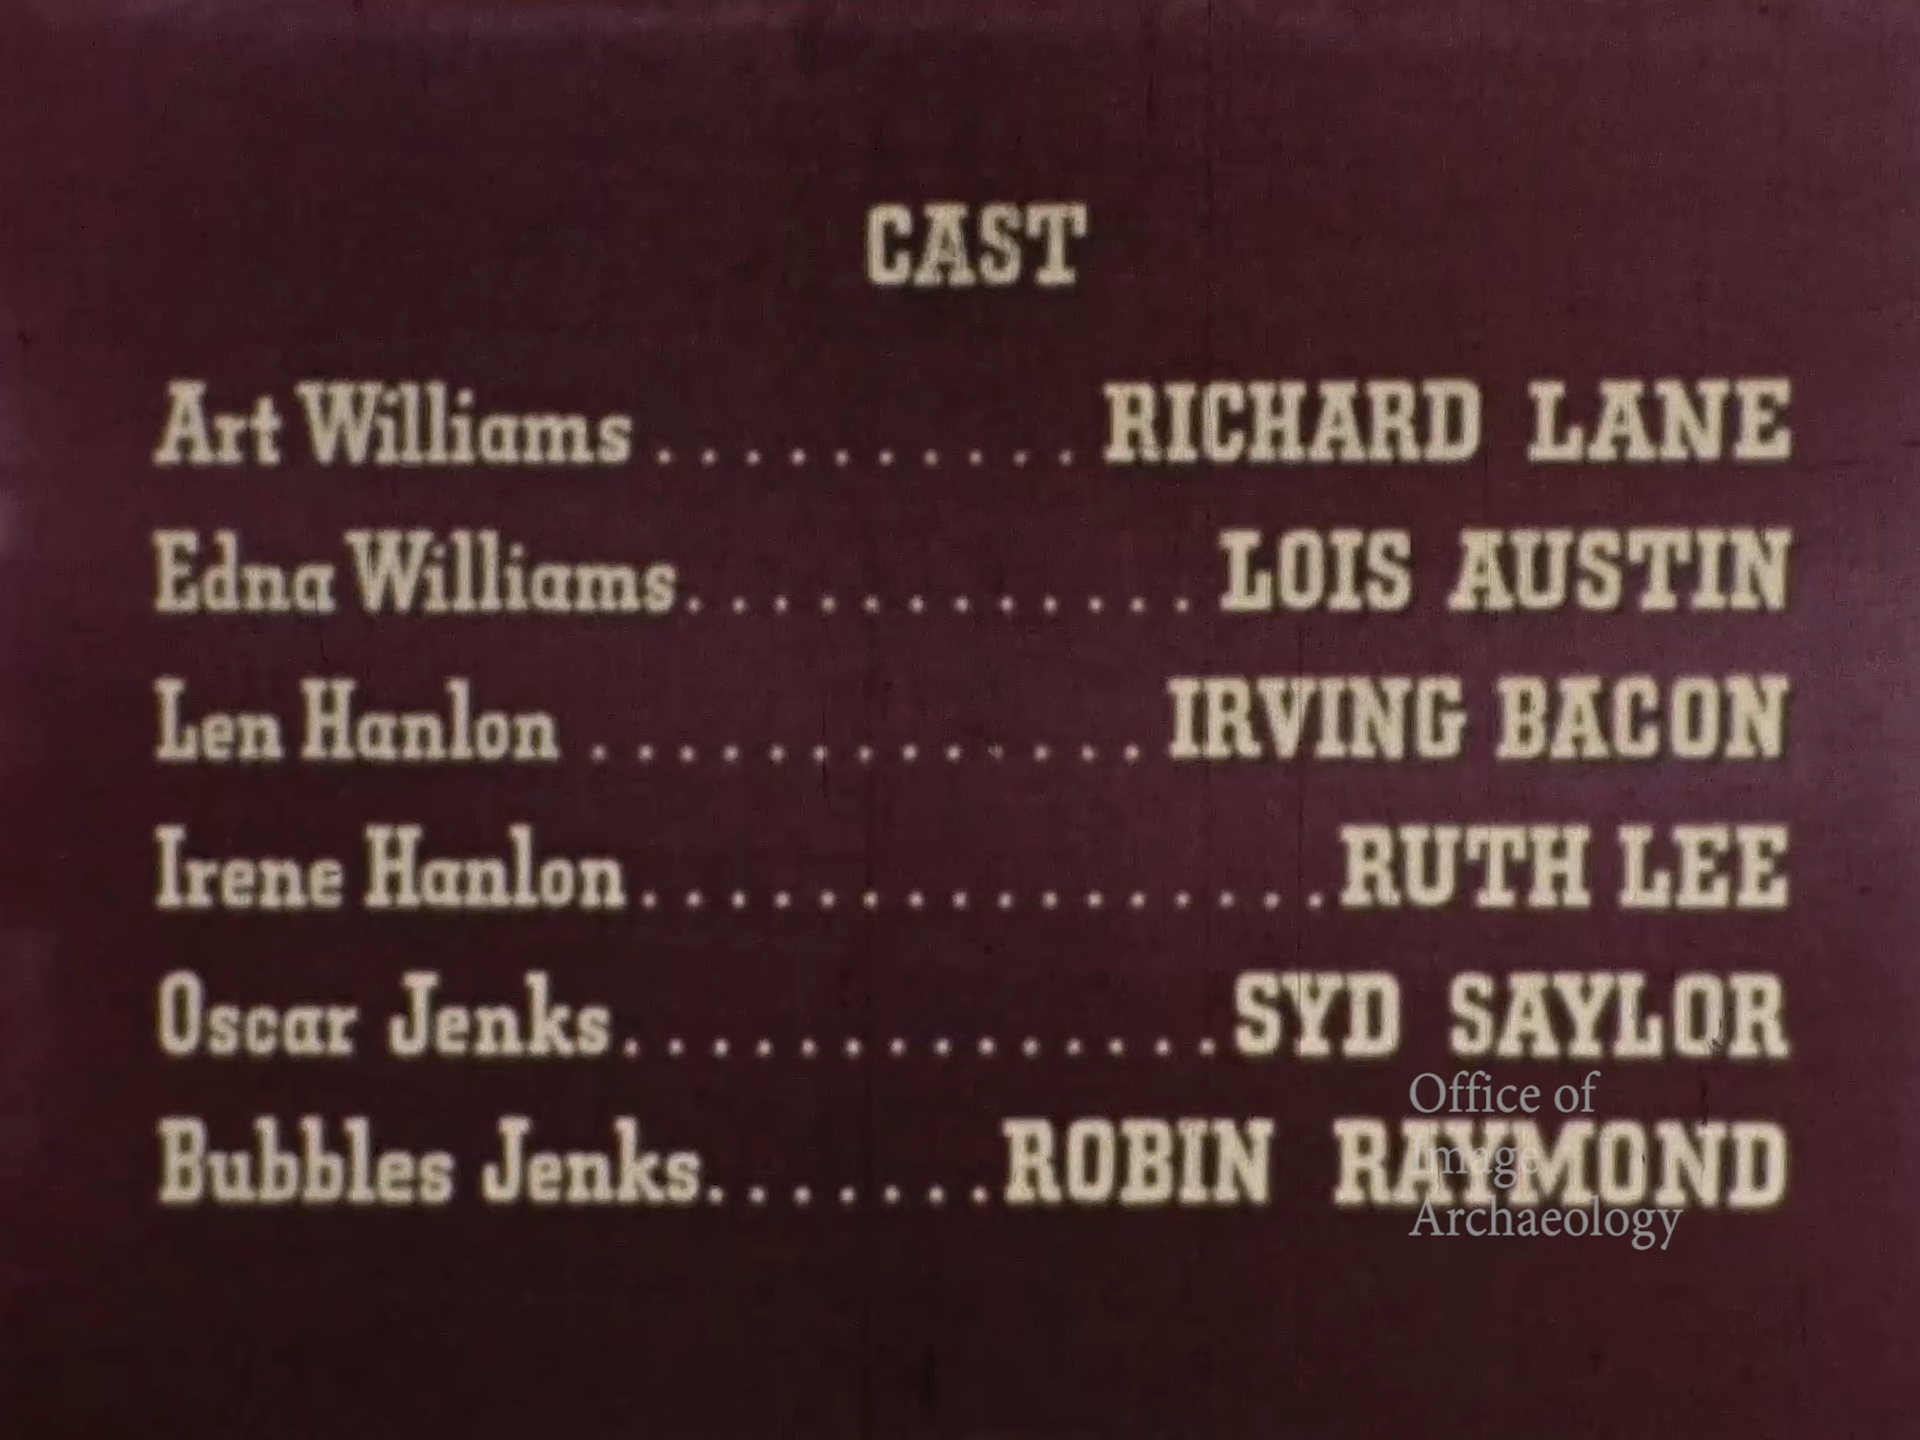 CAST
Art Williams . . . . . . . . . . RICHARD LANE
Edna Williams. . . . . . . . . . . . LOIS AUSTIN
Len Hanlon . . . . . . . . . . . . . IRVING BACON
Irene Hanlon. . . . . . . . . . . . . . . . RUTH LEE
Oscar Jenks. . . . . . . . . . . . . . SYD SAYLOR
Bubbles Jenks. . . . . . . ROBIN RAYMOND
Office of
Image
Archaeology